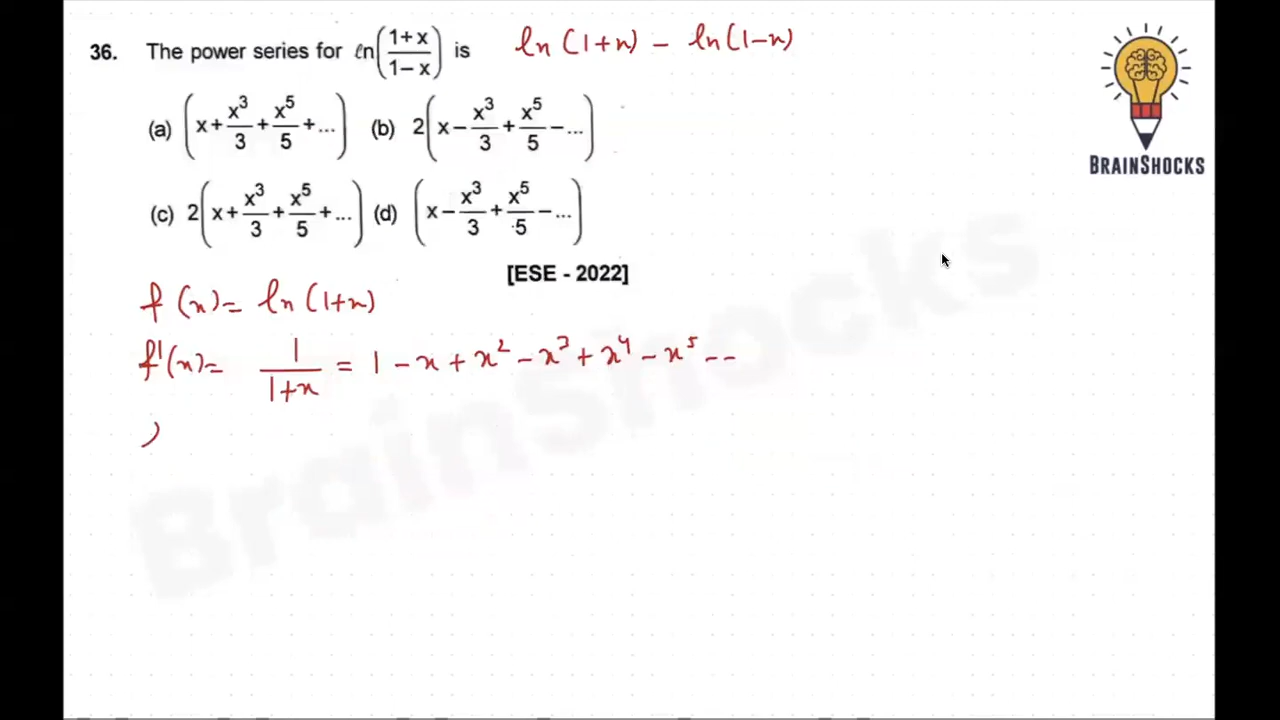 36. The power series for ln((1+x)/(1−x)) is ln(1+x) − ln(1−x)
(a) (x + x³/3 + x⁵/5 + ...) (b) 2(x − x³/3 + x⁵/5 − ...)
(c) 2(x + x³/3 + x⁵/5 + ...) (d) (x − x³/3 + x⁵/5 − ...)
[ESE - 2022]
f(x) = ln(1+x)
f'(x) = 1/(1+x) = 1 − x + x² − x³ + x⁴ − x⁵ --
BRAINSHOCKS
Brainshocks